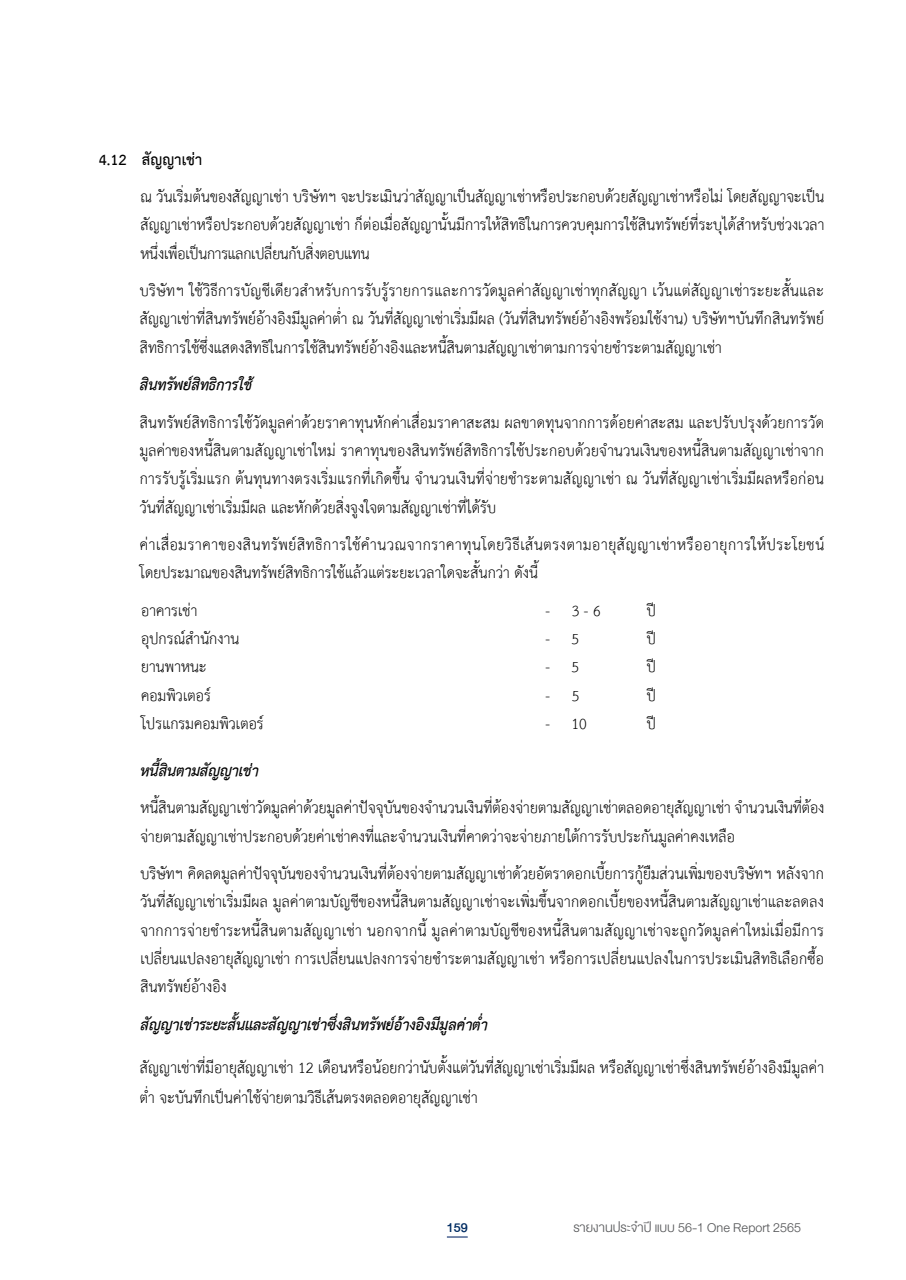 4.12 สัญญาเช่า
ณ วันเริ่มต้นของสัญญาเช่า บริษัทฯ จะประเมินว่าสัญญาเป็นสัญญาเช่าหรือประกอบด้วยสัญญาเช่าหรือไม่ โดยสัญญาจะเป็น
สัญญาเช่าหรือประกอบด้วยสัญญาเช่า ก็ต่อเมื่อสัญญานั้นมีการให้สิทธิในการควบคุมการใช้สินทรัพย์ที่ระบุได้สำหรับช่วงเวลา
หนึ่งเพื่อเป็นการแลกเปลี่ยนกับสิ่งตอบแทน
บริษัทฯ ใช้วิธีการบัญชีเดียวสำหรับการรับรู้รายการและการวัดมูลค่าสัญญาเช่าทุกสัญญา เว้นแต่สัญญาเช่าระยะสั้นและ
สัญญาเช่าที่สินทรัพย์อ้างอิงมีมูลค่าต่ำ ณ วันที่สัญญาเช่าเริ่มมีผล (วันที่สินทรัพย์อ้างอิงพร้อมใช้งาน) บริษัทฯบันทึกสินทรัพย์
สิทธิการใช้ซึ่งแสดงสิทธิในการใช้สินทรัพย์อ้างอิงและหนี้สินตามสัญญาเช่าตามการจ่ายชำระตามสัญญาเช่า
สินทรัพย์สิทธิการใช้
สินทรัพย์สิทธิการใช้วัดมูลค่าด้วยราคาทุนหักค่าเสื่อมราคาสะสม ผลขาดทุนจากการด้อยค่าสะสม และปรับปรุงด้วยการวัด
มูลค่าของหนี้สินตามสัญญาเช่าใหม่ ราคาทุนของสินทรัพย์สิทธิการใช้ประกอบด้วยจำนวนเงินของหนี้สินตามสัญญาเช่าจาก
การรับรู้เริ่มแรก ต้นทุนทางตรงเริ่มแรกที่เกิดขึ้น จำนวนเงินที่จ่ายชำระตามสัญญาเช่า ณ วันที่สัญญาเช่าเริ่มมีผลหรือก่อน
วันที่สัญญาเช่าเริ่มมีผล และหักด้วยสิ่งจูงใจตามสัญญาเช่าที่ได้รับ
ค่าเสื่อมราคาของสินทรัพย์สิทธิการใช้คำนวณจากราคาทุนโดยวิธีเส้นตรงตามอายุสัญญาเช่าหรืออายุการให้ประโยชน์
โดยประมาณของสินทรัพย์สิทธิการใช้แล้วแต่ระยะเวลาใดจะสั้นกว่า ดังนี้
อาคารเช่า - 3 - 6 ปี
อุปกรณ์สำนักงาน - 5 ปี
ยานพาหนะ - 5 ปี
คอมพิวเตอร์ - 5 ปี
โปรแกรมคอมพิวเตอร์ - 10 ปี
หนี้สินตามสัญญาเช่า
หนี้สินตามสัญญาเช่าวัดมูลค่าด้วยมูลค่าปัจจุบันของจำนวนเงินที่ต้องจ่ายตามสัญญาเช่าตลอดอายุสัญญาเช่า จำนวนเงินที่ต้อง
จ่ายตามสัญญาเช่าประกอบด้วยค่าเช่าคงที่และจำนวนเงินที่คาดว่าจะจ่ายภายใต้การรับประกันมูลค่าคงเหลือ
บริษัทฯ คิดลดมูลค่าปัจจุบันของจำนวนเงินที่ต้องจ่ายตามสัญญาเช่าด้วยอัตราดอกเบี้ยการกู้ยืมส่วนเพิ่มของบริษัทฯ หลังจาก
วันที่สัญญาเช่าเริ่มมีผล มูลค่าตามบัญชีของหนี้สินตามสัญญาเช่าจะเพิ่มขึ้นจากดอกเบี้ยของหนี้สินตามสัญญาเช่าและลดลง
จากการจ่ายชำระหนี้สินตามสัญญาเช่า นอกจากนี้ มูลค่าตามบัญชีของหนี้สินตามสัญญาเช่าจะถูกวัดมูลค่าใหม่เมื่อมีการ
เปลี่ยนแปลงอายุสัญญาเช่า การเปลี่ยนแปลงการจ่ายชำระตามสัญญาเช่า หรือการเปลี่ยนแปลงในการประเมินสิทธิเลือกซื้อ
สินทรัพย์อ้างอิง
สัญญาเช่าระยะสั้นและสัญญาเช่าซึ่งสินทรัพย์อ้างอิงมีมูลค่าต่ำ
สัญญาเช่าที่มีอายุสัญญาเช่า 12 เดือนหรือน้อยกว่านับตั้งแต่วันที่สัญญาเช่าเริ่มมีผล หรือสัญญาเช่าซึ่งสินทรัพย์อ้างอิงมีมูลค่า
ต่ำ จะบันทึกเป็นค่าใช้จ่ายตามวิธีเส้นตรงตลอดอายุสัญญาเช่า
159 รายงานประจำปี แบบ 56-1 One Report 2565